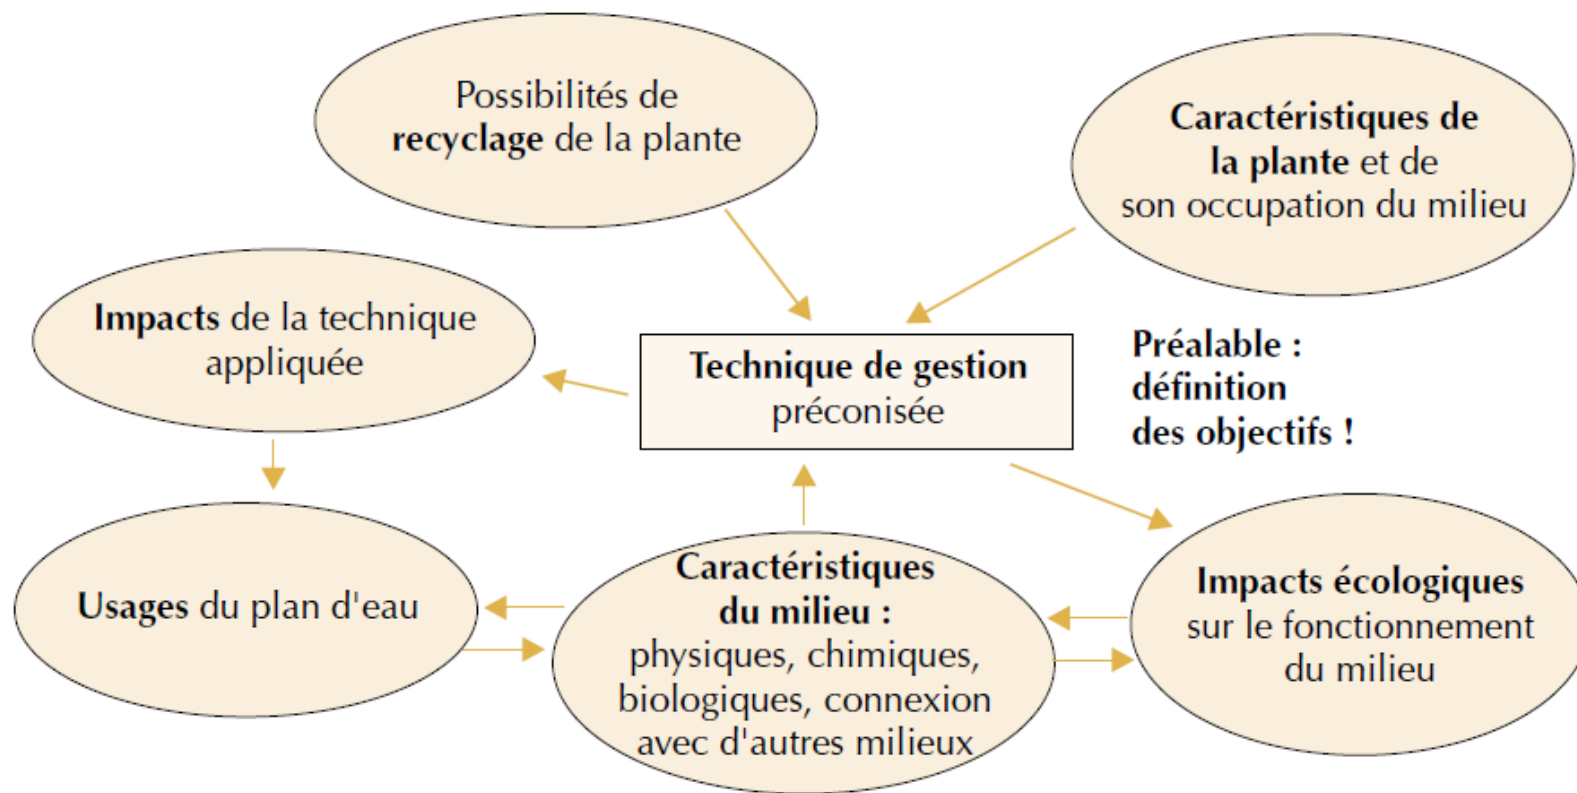 Possibilités de
recyclage de la plante
Caractéristiques de
la plante et de
son occupation du milieu
Impacts de la technique
appliquée
Technique de gestion
préconisée
Préalable :
définition
des objectifs !
Usages du plan d'eau
Caractéristiques
du milieu :
physiques, chimiques,
biologiques, connexion
avec d'autres milieux
Impacts écologiques
sur le fonctionnement
du milieu